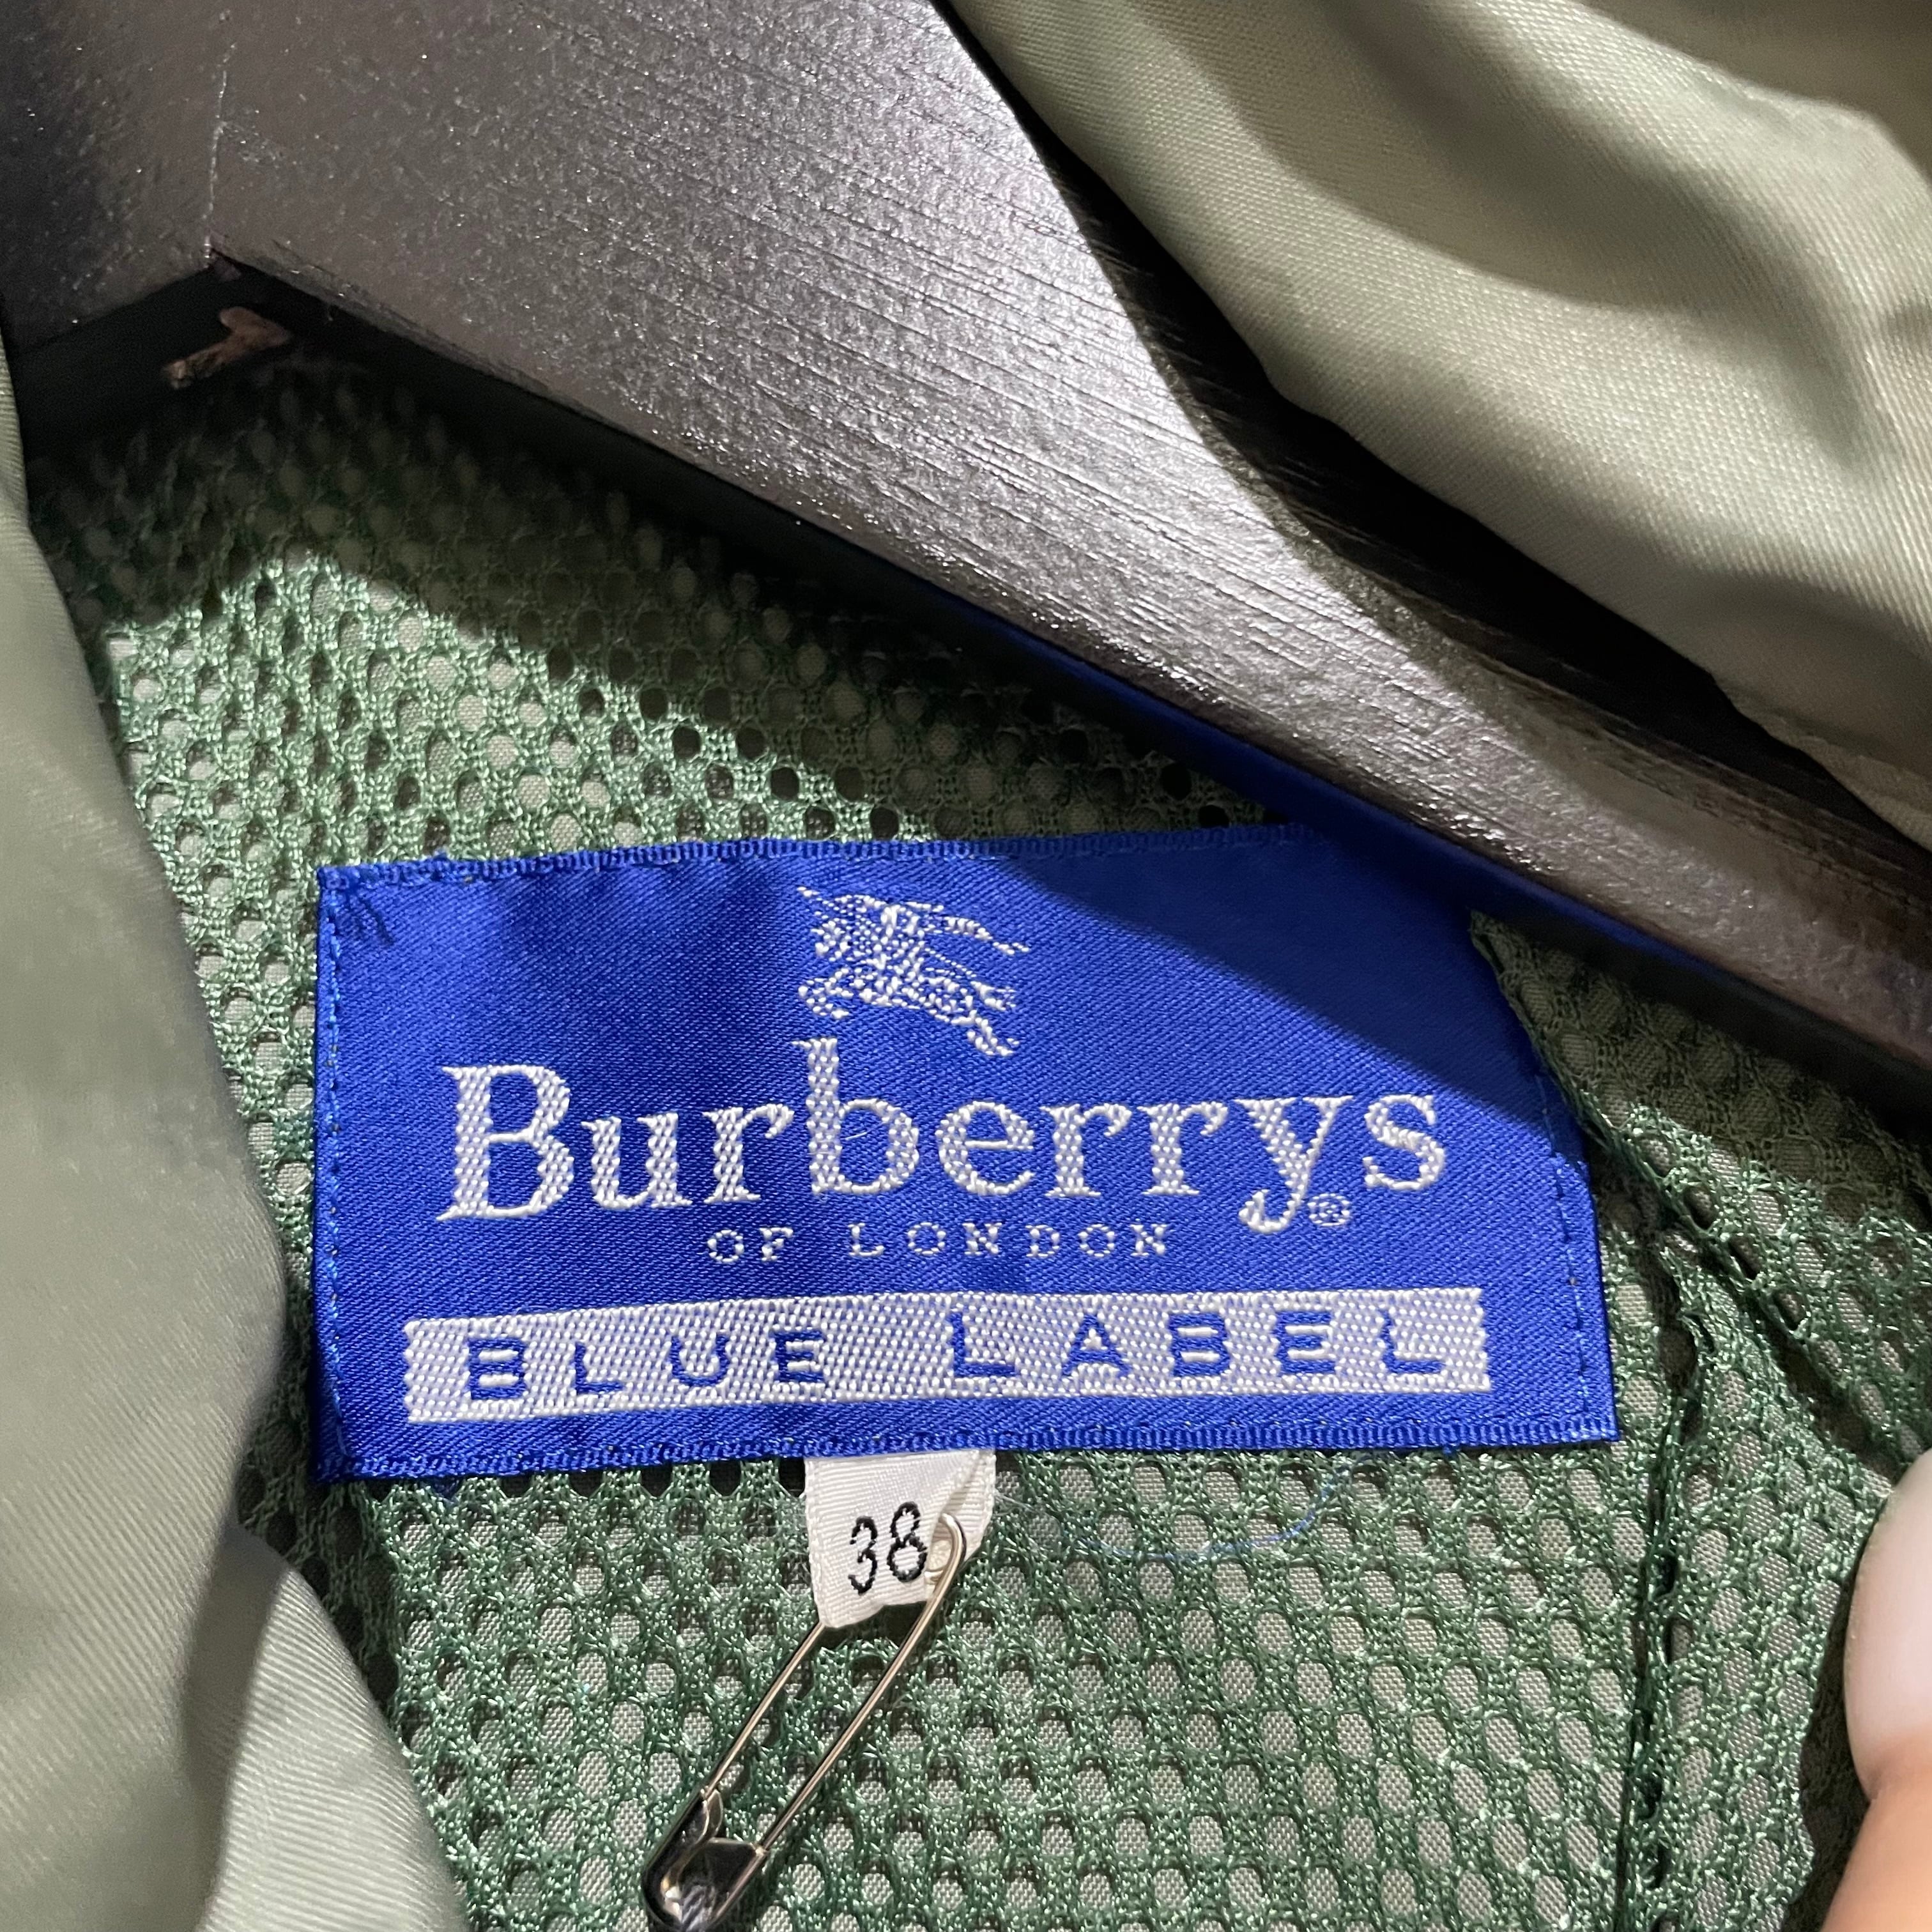 Burberrys®
OF LONDON
BLUE LABEL
38